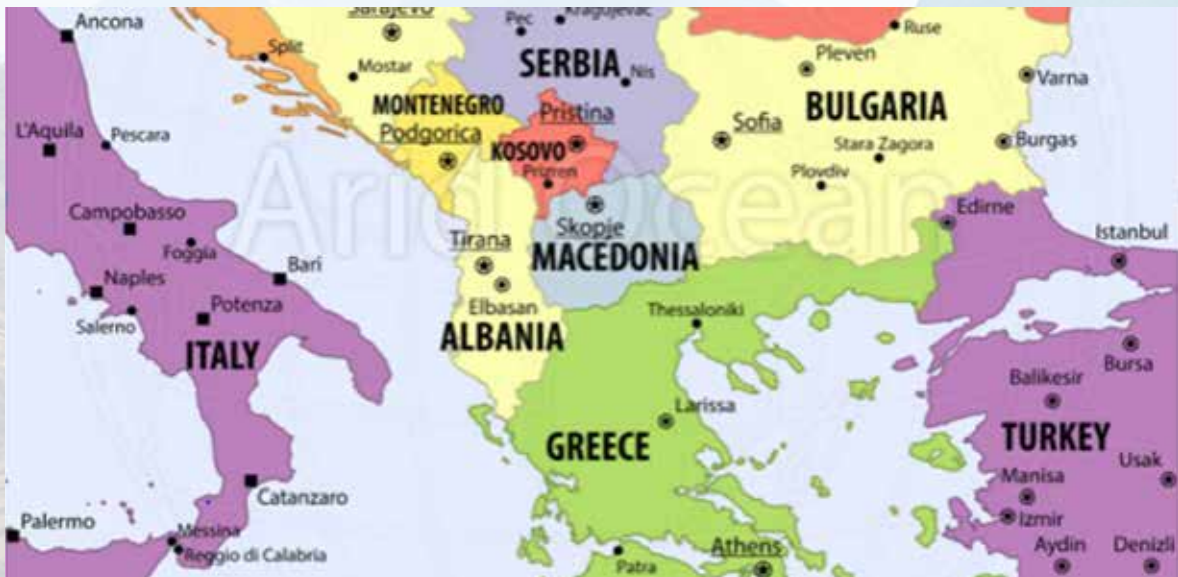 Sarajevo
Kragujevac
Pec
Ancona
Ruse
Split
Pleven
Mostar
SERBIA
Nis
Varna
MONTENEGRO
BULGARIA
Pristina
Sofia
L'Aquila
Pescara
Podgorica
KOSOVO
Stara Zagora
Burgas
Prizren
Plovdiv
Arid Ocean
Campobasso
Skopje
Edirne
Foggia
Tirana
Istanbul
Bari
MACEDONIA
Naples
Potenza
Elbasan
Thessaloniki
Salerno
ALBANIA
ITALY
Bursa
Balikesir
Larissa
GREECE
TURKEY
Usak
Manisa
Catanzaro
Palermo
Izmir
Messina
Reggio di Calabria
Athens
Aydin
Denizli
Patra